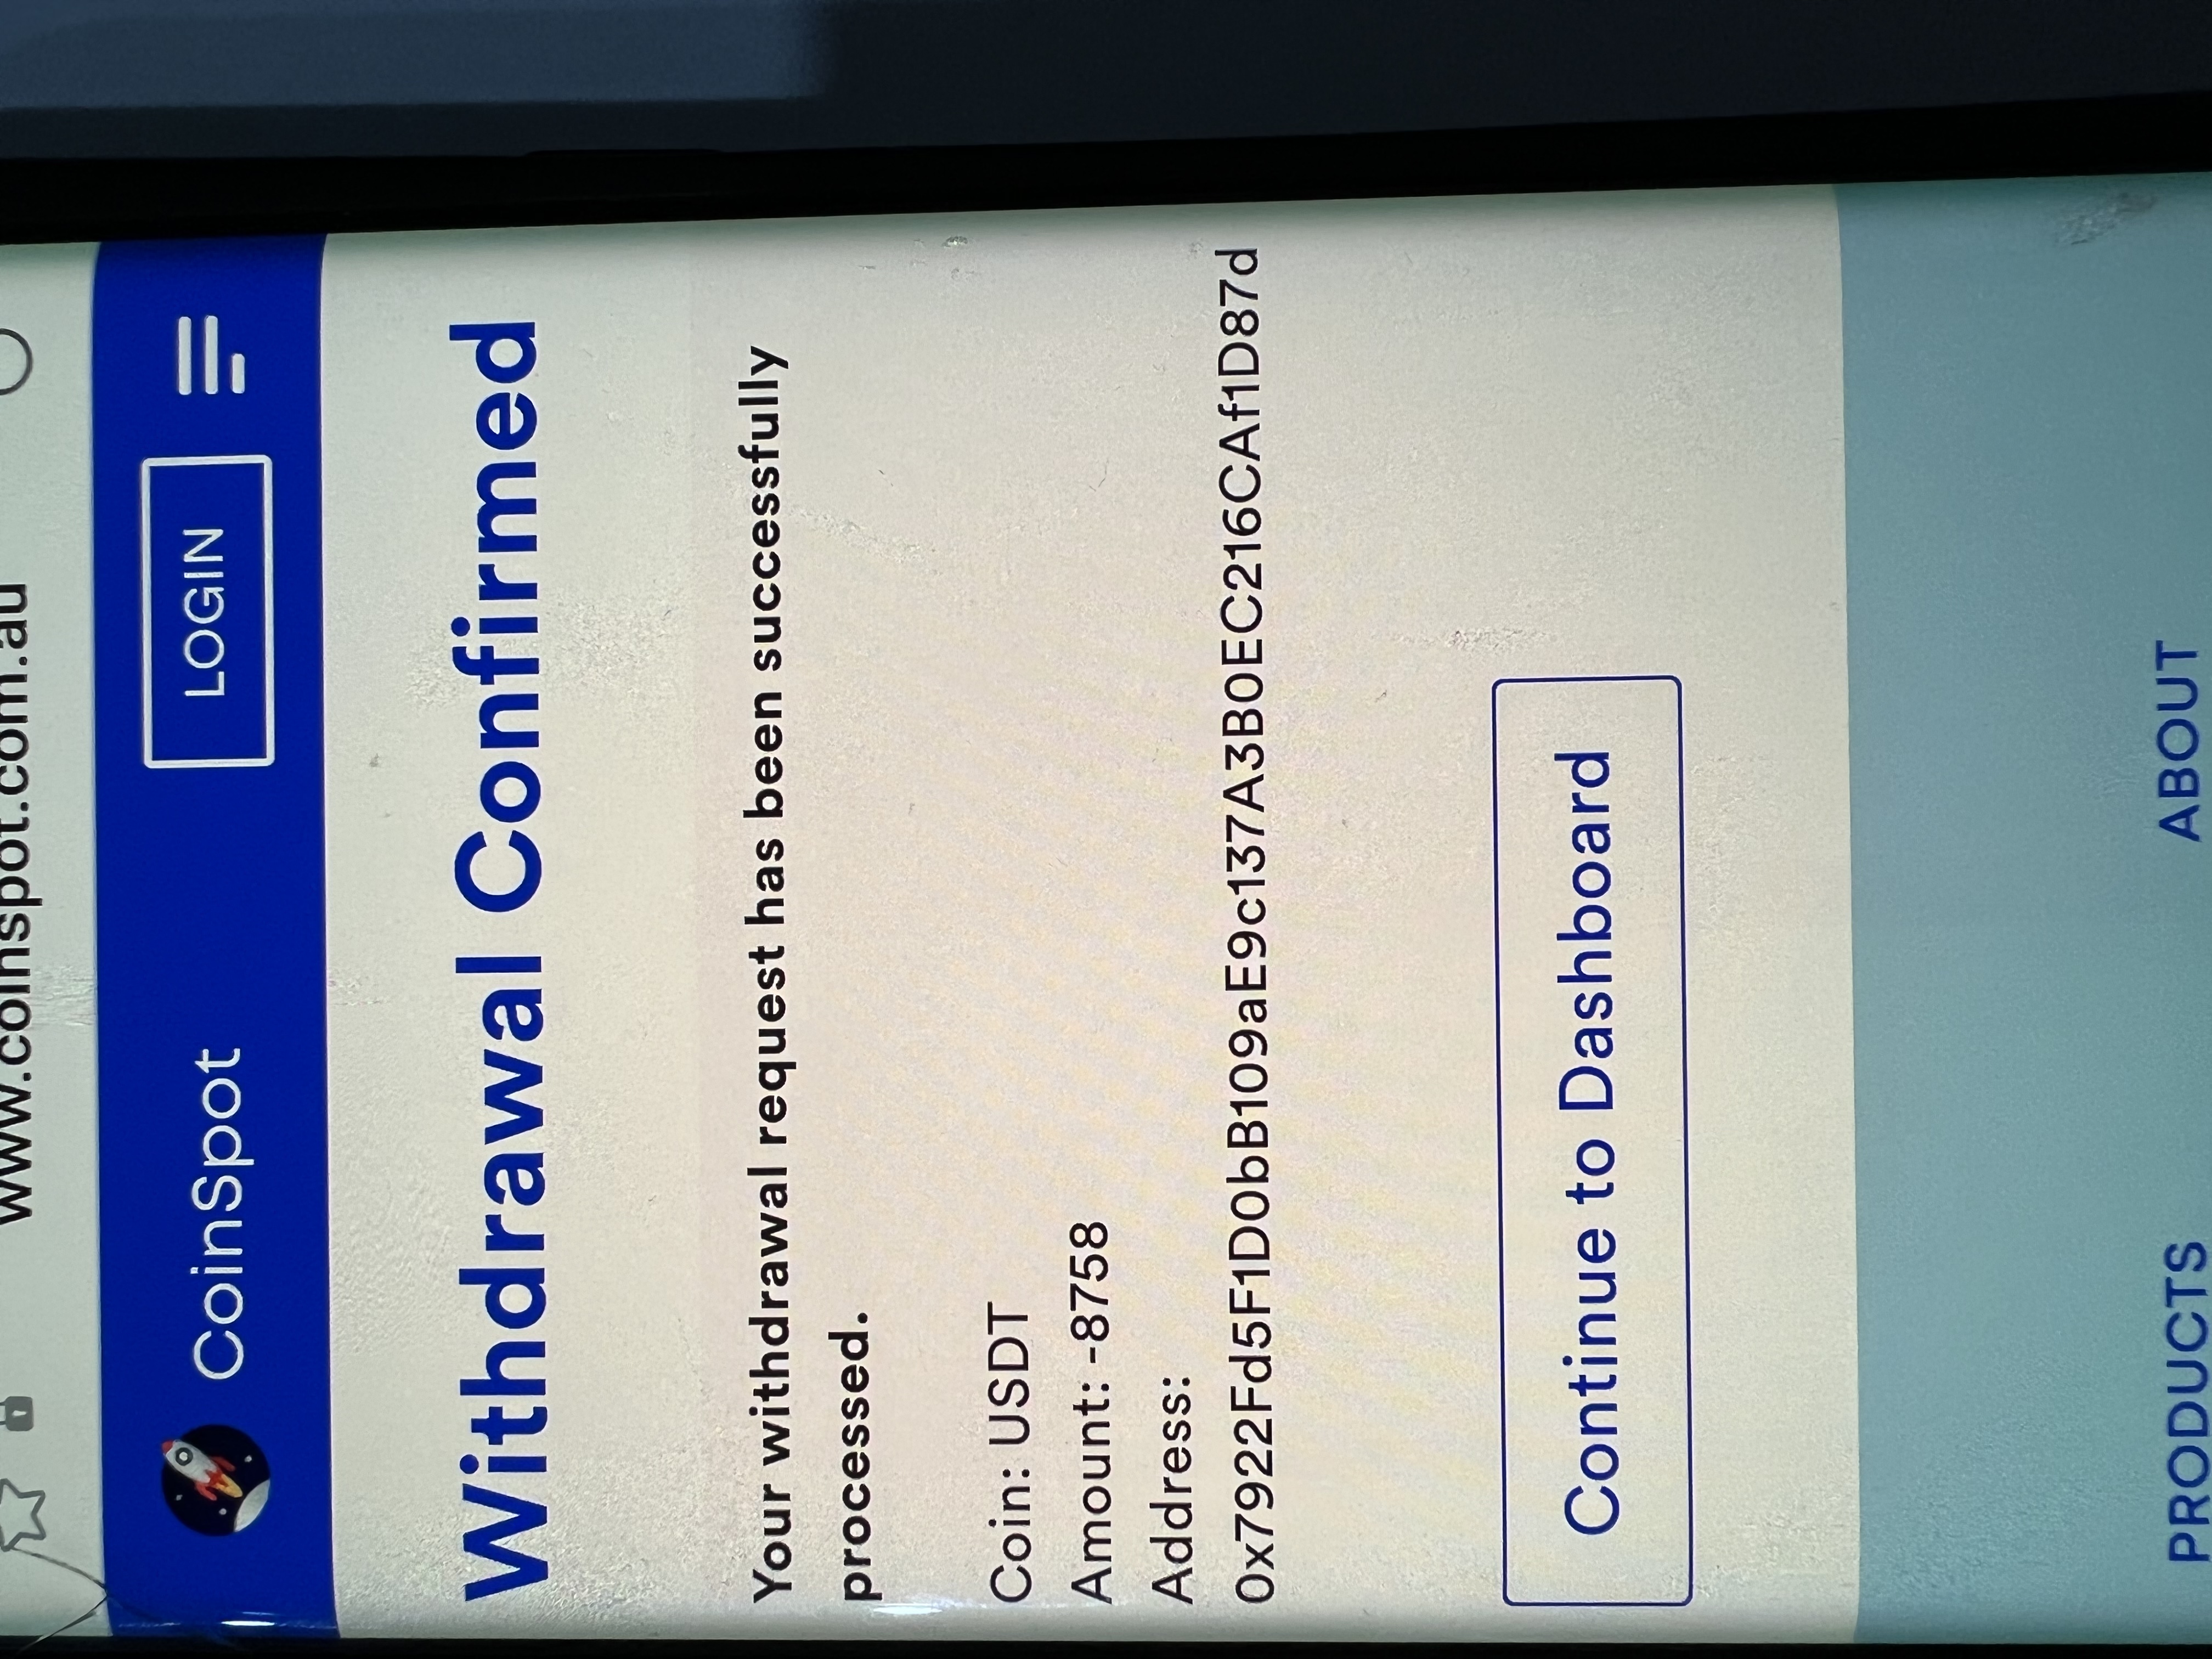 www.coinspot.com.au
CoinSpot
LOGIN
Withdrawal Confirmed
Your withdrawal request has been successfully
processed.
Coin: USDT
Amount: -8758
Address:
0x7922Fd5F1D0bB109aE9c137A3B0EC216CAf1D87d
Continue to Dashboard
PRODUCTS
ABOUT